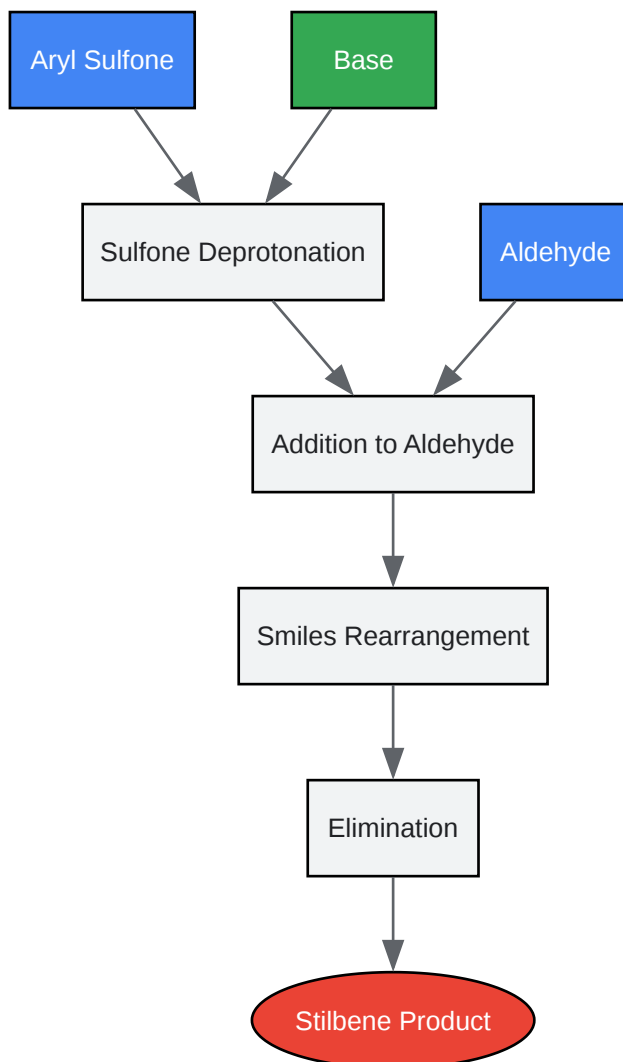 Aryl Sulfone
Base
Sulfone Deprotonation
Aldehyde
Addition to Aldehyde
Smiles Rearrangement
Elimination
Stilbene Product